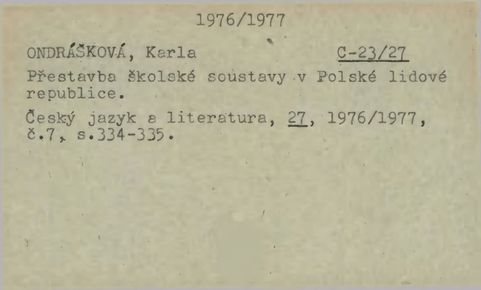 1976/1977
ONDRÁŠKOVÁ, Karla C-23/27
Přestavba školské soustavy v Polské lidové
republice.
Český jazyk a literatura, 27, 1976/1977,
č.7, s.334-335.